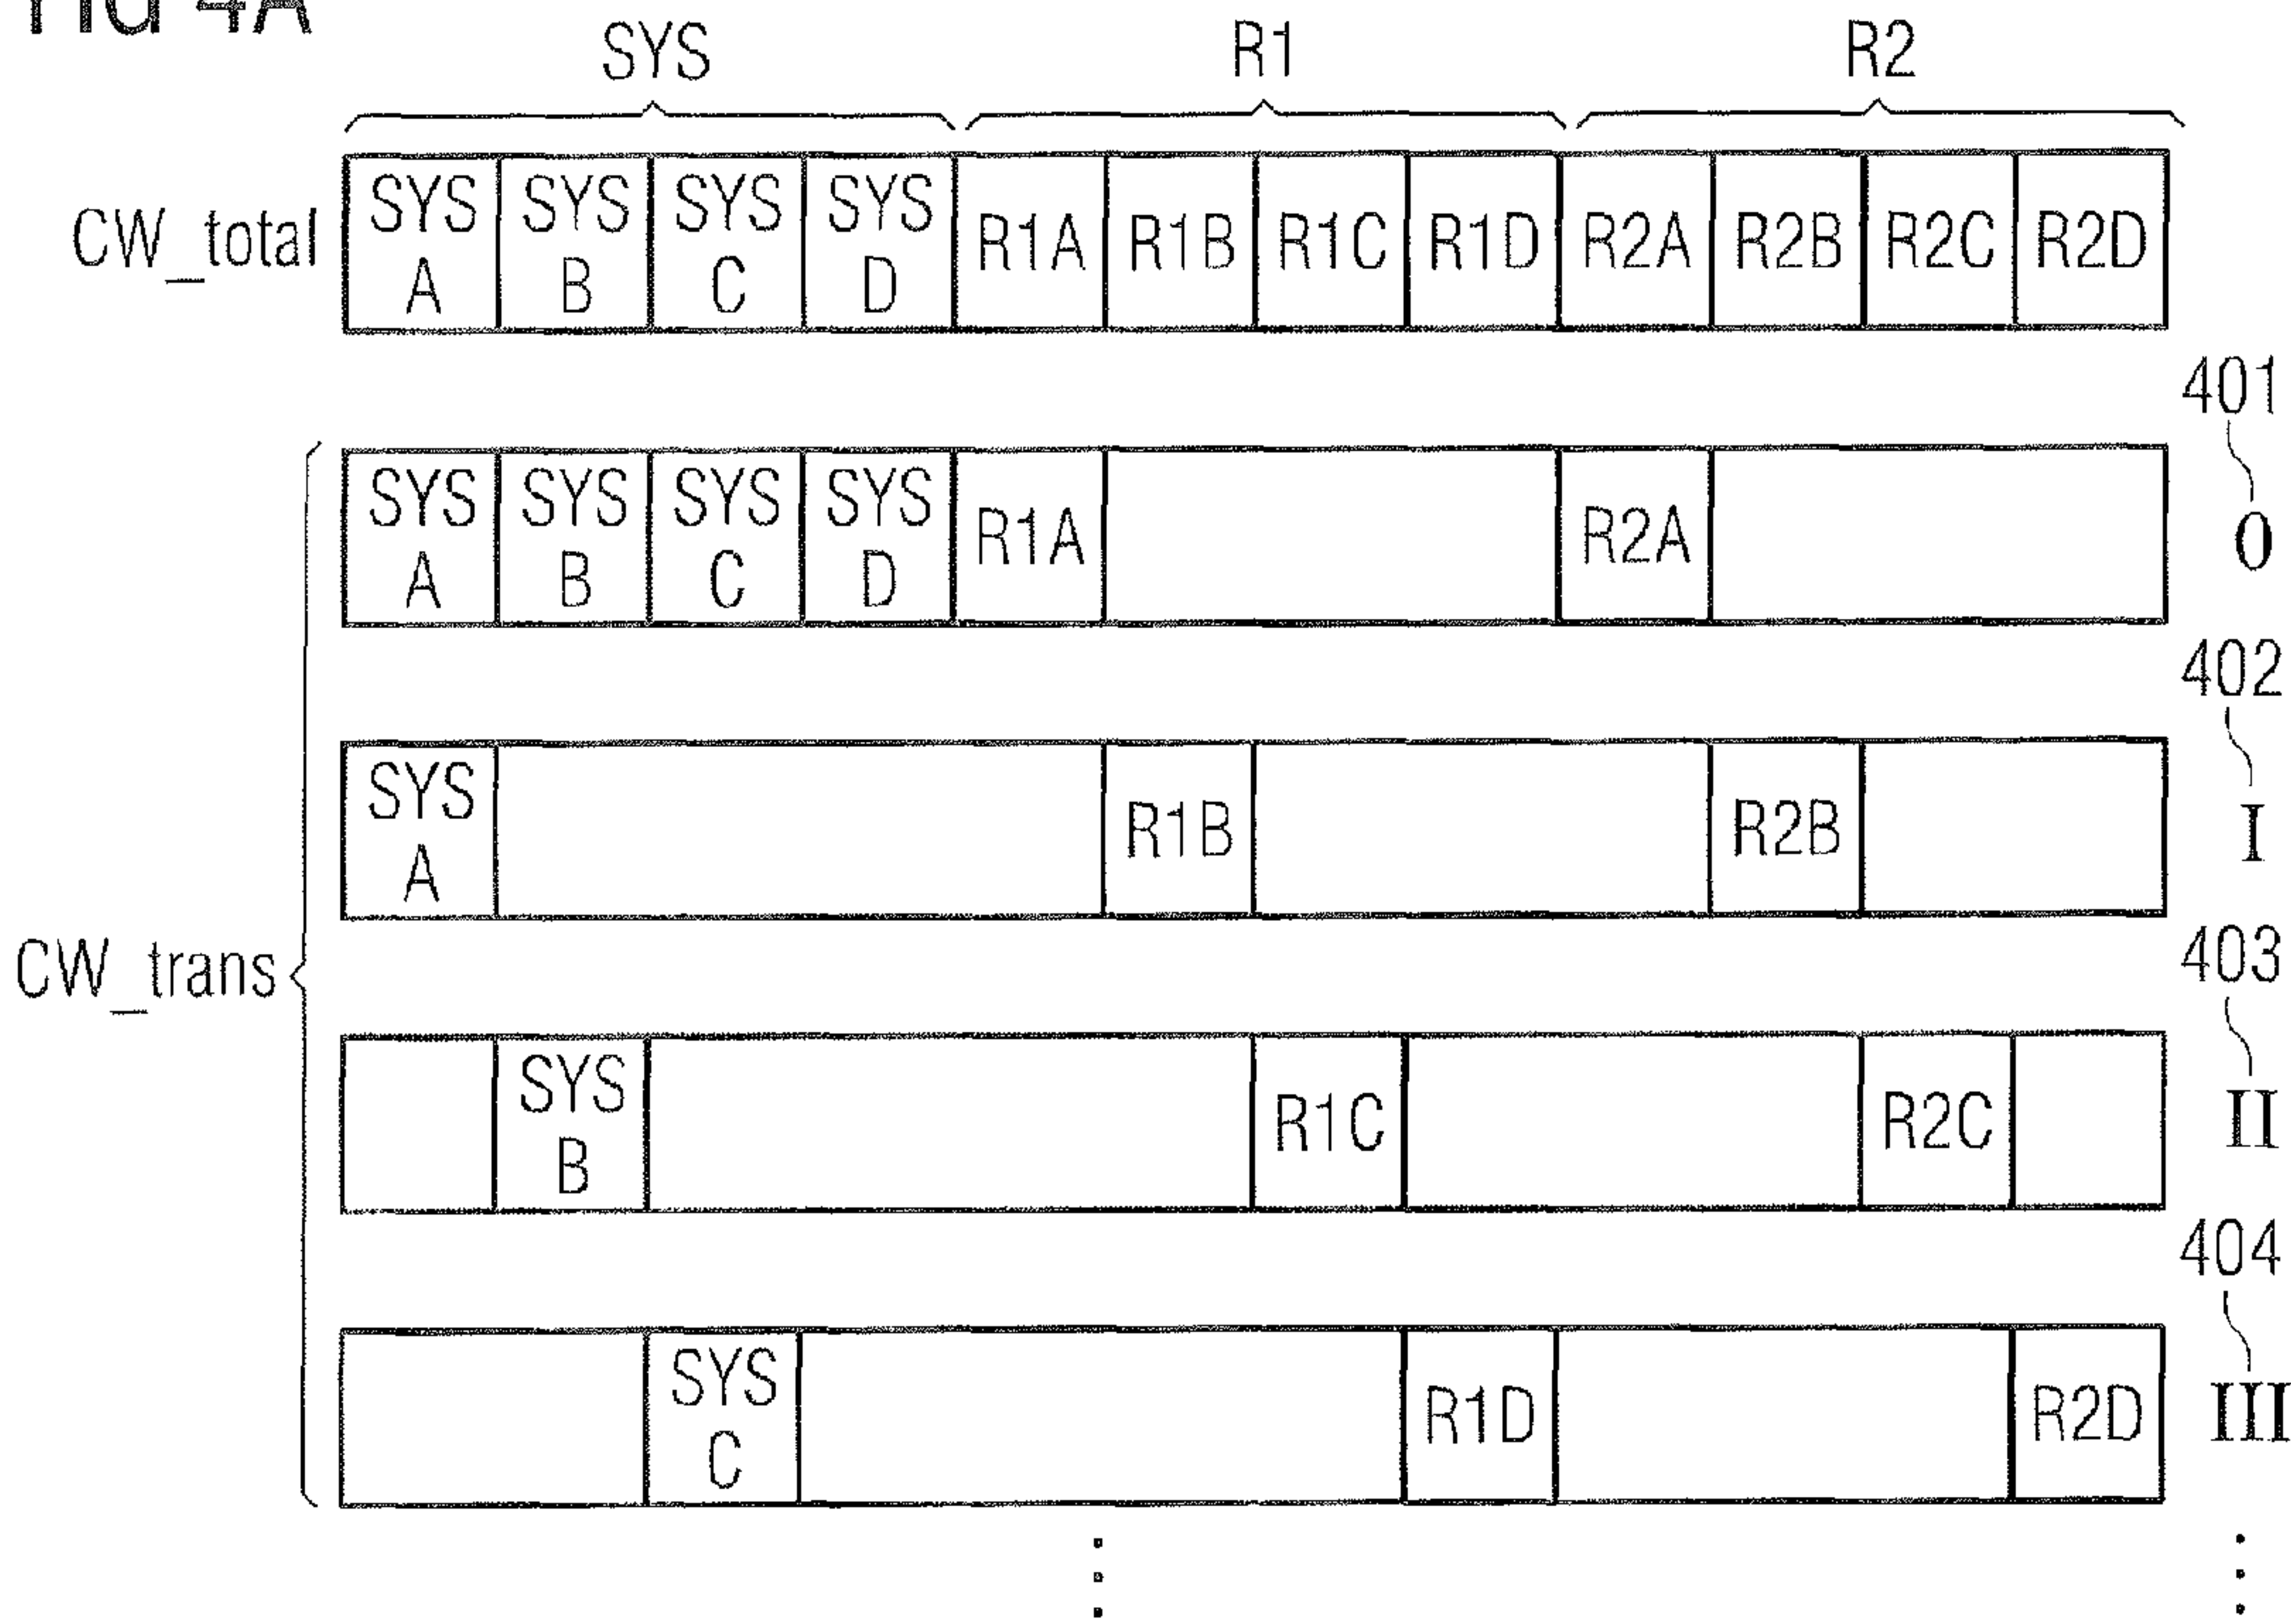 FIG 4A
SYS R1 R2
CW_total SYS A SYS B SYS C SYS D R1A R1B R1C R1D R2A R2B R2C R2D
401
SYS A SYS B SYS C SYS D R1A R2A 0
402
SYS A R1B R2B I
CW_trans
403
SYS B R1C R2C II
404
SYS C R1D R2D III